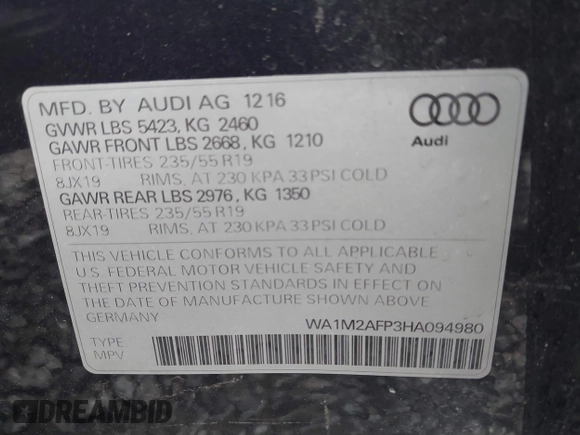 MFD. BY AUDI AG 12 16
GVWR LBS 5423, KG 2460
GAWR FRONT LBS 2668, KG 1210
FRONT-TIRES 235/55 R19
8JX19 RIMS, AT 230 KPA 33 PSI COLD
GAWR REAR LBS 2976, KG 1350
REAR-TIRES 235/55 R19
8JX19 RIMS, AT 230 KPA 33 PSI COLD
Audi
THIS VEHICLE CONFORMS TO ALL APPLICABLE
U.S. FEDERAL MOTOR VEHICLE SAFETY AND
THEFT PREVENTION STANDARDS IN EFFECT ON
THE DATE OF MANUFACTURE SHOWN ABOVE
GERMANY
WA1M2AFP3HA094980
TYPE
MPV
DREAMBID